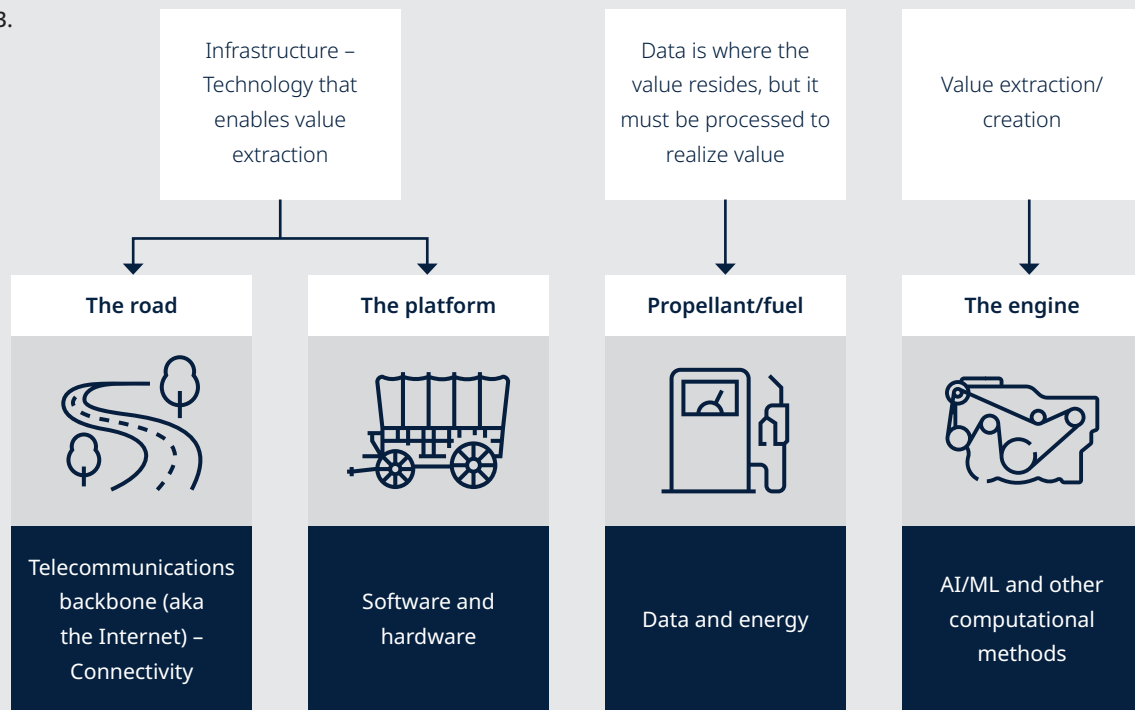 3.
Infrastructure –
Technology that
enables value
extraction
Data is where the
value resides, but it
must be processed to
realize value
Value extraction/
creation
The road
The platform
Propellant/fuel
The engine
Telecommunications
backbone (aka
the Internet) –
Connectivity
Software and
hardware
Data and energy
AI/ML and other
computational
methods